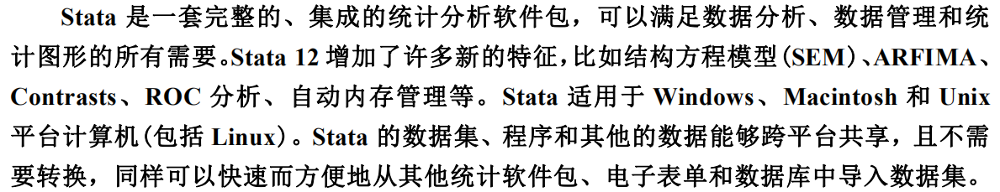 Stata 是一套完整的、集成的统计分析软件包，可以满足数据分析、数据管理和统
计图形的所有需要。Stata 12 增加了许多新的特征，比如结构方程模型(SEM)、ARFIMA、
Contrasts、ROC 分析、自动内存管理等。Stata 适用于 Windows、Macintosh 和 Unix
平台计算机(包括 Linux)。Stata 的数据集、程序和其他的数据能够跨平台共享，且不需
要转换，同样可以快速而方便地从其他统计软件包、电子表单和数据库中导入数据集。